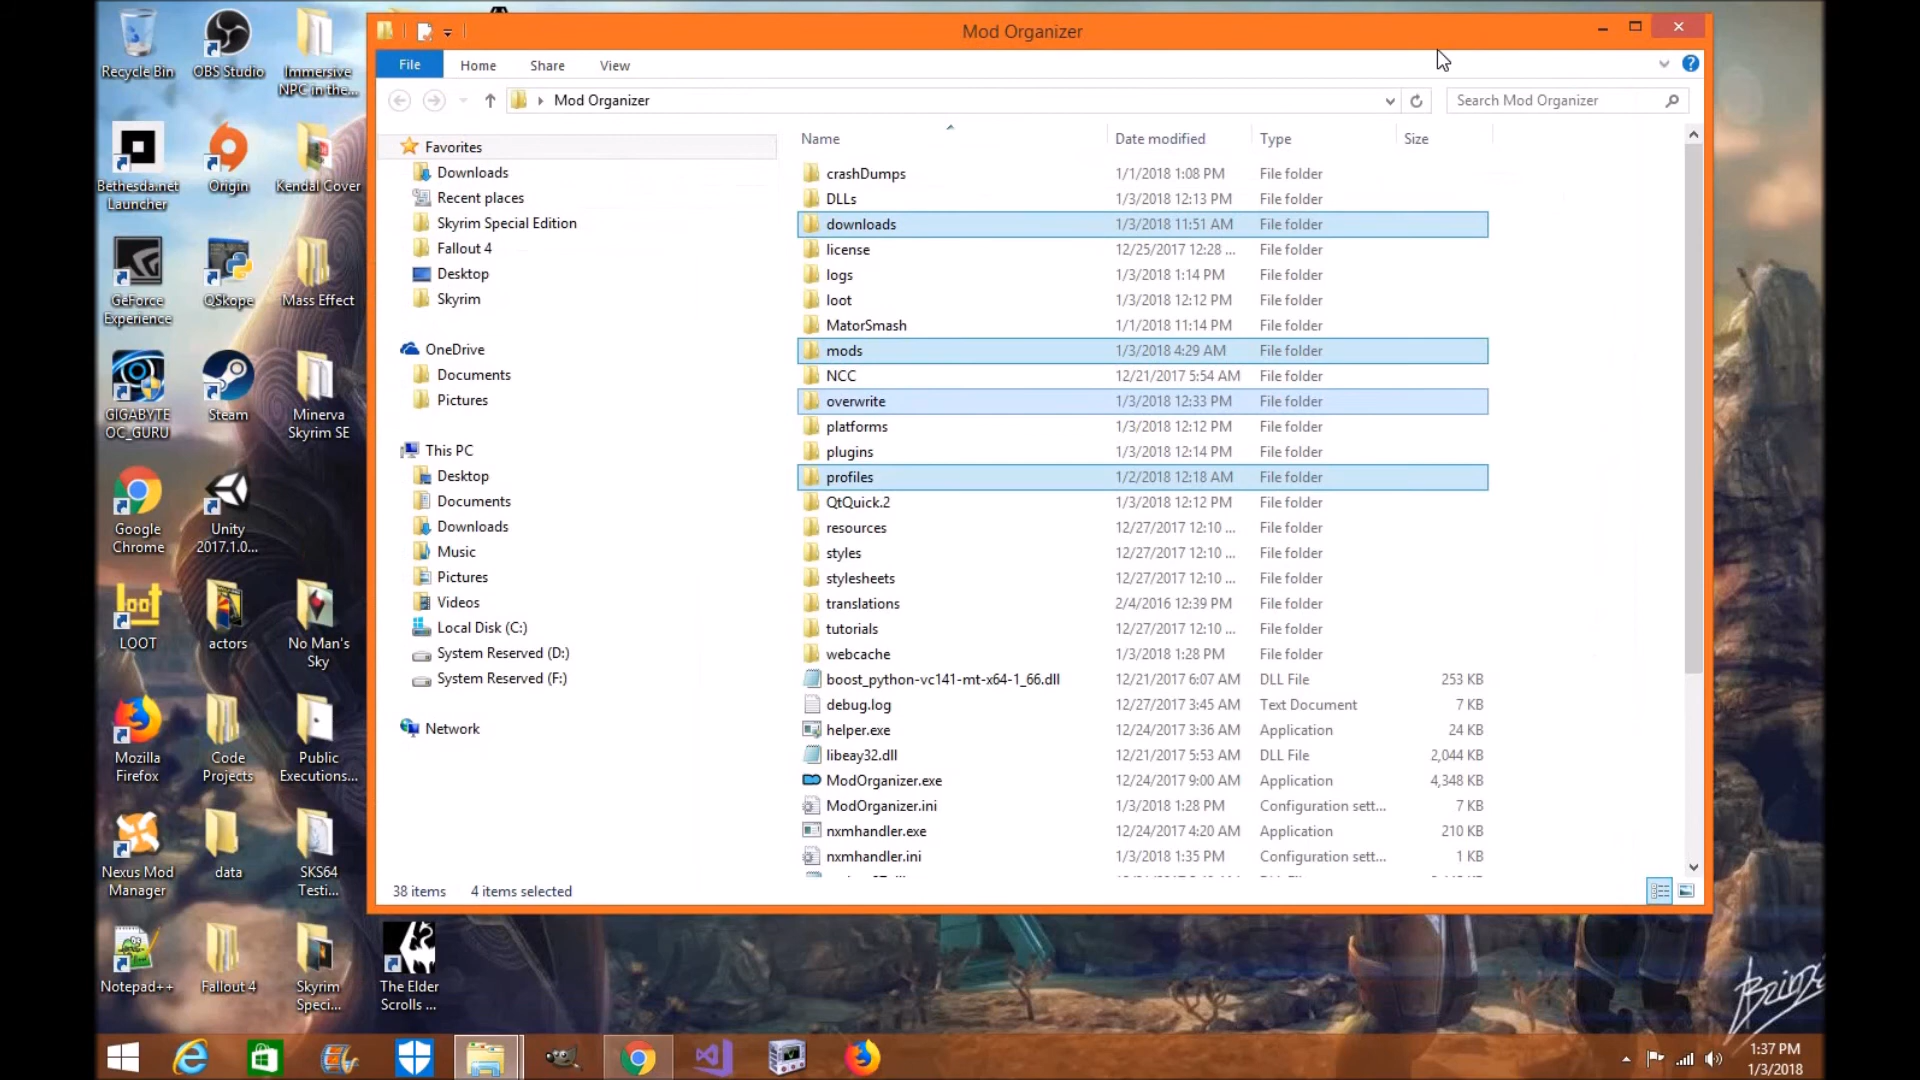 Mod Organizer
File Home Share View
Mod Organizer
Search Mod Organizer
Name Date modified Type Size
Favorites
Downloads
Recent places
Skyrim Special Edition
Fallout 4
Desktop
Skyrim
OneDrive
Documents
Pictures
This PC
Desktop
Documents
Downloads
Music
Pictures
Videos
Local Disk (C:)
System Reserved (D:)
System Reserved (F:)
Network
crashDumps 1/1/2018 1:08 PM File folder
DLLs 1/3/2018 12:13 PM File folder
downloads 1/3/2018 11:51 AM File folder
license 12/25/2017 12:28 ... File folder
logs 1/3/2018 1:14 PM File folder
loot 1/3/2018 12:12 PM File folder
MatorSmash 1/1/2018 11:14 PM File folder
mods 1/3/2018 4:29 AM File folder
NCC 12/21/2017 5:54 AM File folder
overwrite 1/3/2018 12:33 PM File folder
platforms 1/3/2018 12:12 PM File folder
plugins 1/3/2018 12:14 PM File folder
profiles 1/2/2018 12:18 AM File folder
QtQuick.2 1/3/2018 12:12 PM File folder
resources 12/27/2017 12:10 ... File folder
styles 12/27/2017 12:10 ... File folder
stylesheets 12/27/2017 12:10 ... File folder
translations 2/4/2016 12:39 PM File folder
tutorials 12/27/2017 12:10 ... File folder
webcache 1/3/2018 1:28 PM File folder
boost_python-vc141-mt-x64-1_66.dll 12/21/2017 6:07 AM DLL File 253 KB
debug.log 12/27/2017 3:45 AM Text Document 7 KB
helper.exe 12/24/2017 3:36 AM Application 24 KB
libeay32.dll 12/21/2017 5:53 AM DLL File 2,044 KB
ModOrganizer.exe 12/24/2017 9:00 AM Application 4,348 KB
ModOrganizer.ini 1/3/2018 1:28 PM Configuration sett... 7 KB
nxmhandler.exe 12/24/2017 4:20 AM Application 210 KB
nxmhandler.ini 1/3/2018 1:35 PM Configuration sett... 1 KB
38 items 4 items selected
Recycle Bin
OBS Studio
Immersive
NPC in the...
Bethesda.net
Launcher
Origin
Kendal Cover
GeForce
Experience
QSkope
Mass Effect
GIGABYTE
OC_GURU
Steam
Minerva
Skyrim SE
Google
Chrome
Unity
2017.1.0...
loot
LOOT
actors
No Man's
Sky
Mozilla
Firefox
Code
Projects
Public
Executions...
Nexus Mod
Manager
data
SKS64
Testi...
Notepad++
Fallout 4
Skyrim
Speci...
The Elder
Scrolls ...
1:37 PM
1/3/2018